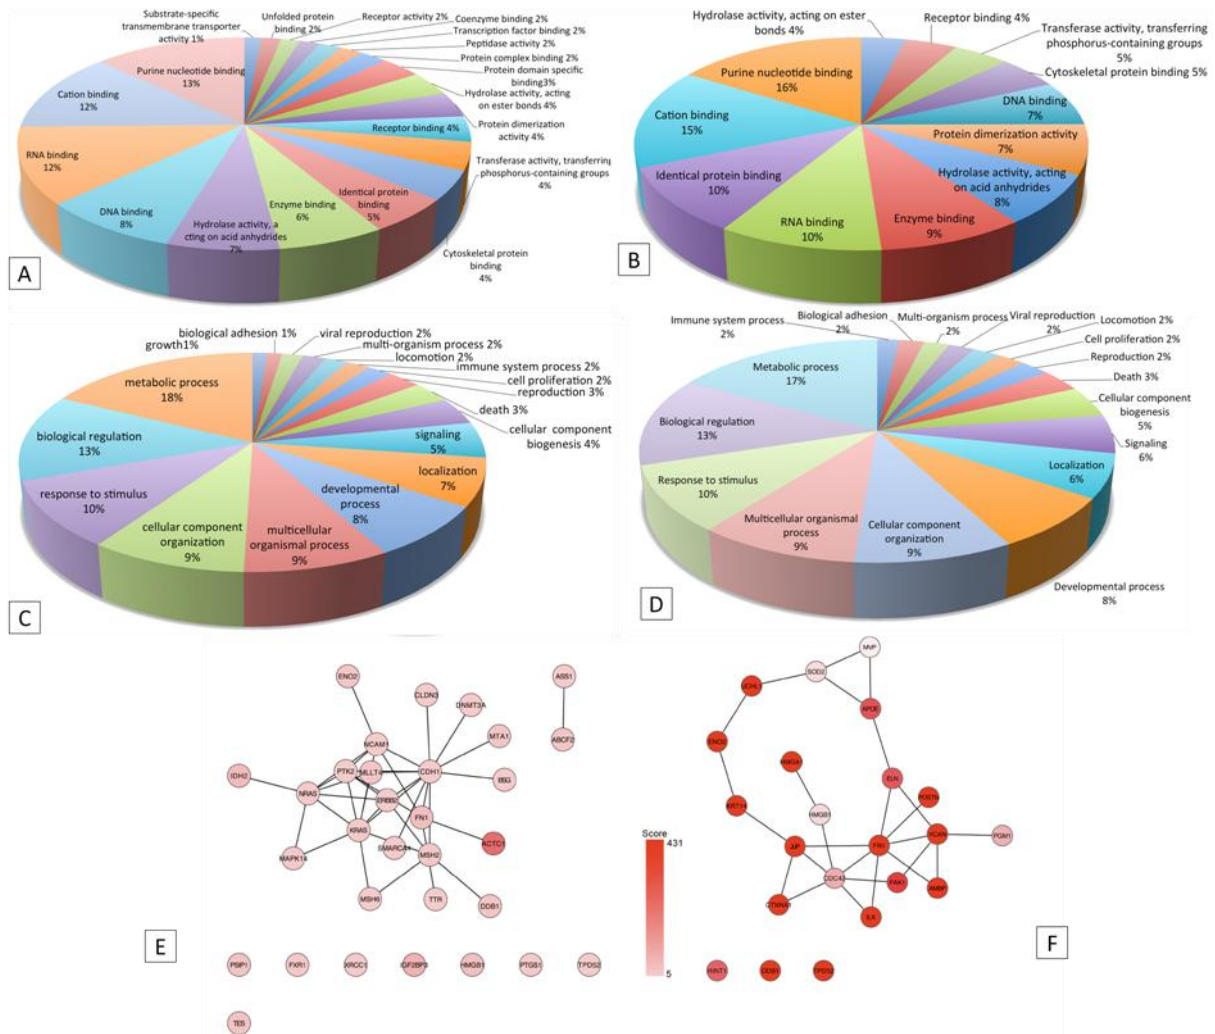 Substrate-specific
transmembrane transporter
activity 1%
Unfolded protein
binding 2%
Receptor activity 2%
Coenzyme binding 2%
Transcription factor binding 2%
Peptidase activity 2%
Protein complex binding 2%
Protein domain specific
binding3%
Hydrolase activity, acting
on ester bonds 4%
Protein dimerization
activity 4%
Receptor binding 4%
Transferase activity, transferring
phosphorus-containing groups
4%
Cytoskeletal protein
binding
4%
Identical protein
binding
5%
Enzyme binding
6%
Hydrolase activity, a
cting on acid anhydrides
7%
DNA binding
8%
RNA binding
12%
Cation binding
12%
Purine nucleotide binding
13%
A
Hydrolase activity, acting on ester
bonds 4%
Receptor binding 4%
Transferase activity, transferring
phosphorus-containing groups
5%
Cytoskeletal protein binding 5%
DNA binding
7%
Protein dimerization activity
7%
Hydrolase activity, acting
on acid anhydrides
8%
Enzyme binding
9%
RNA binding
10%
Identical protein binding
10%
Cation binding
15%
Purine nucleotide binding
16%
B
growth1%
biological adhesion 1%
viral reproduction 2%
multi-organism process 2%
locomotion 2%
immune system process 2%
cell proliferation 2%
reproduction 3%
death 3%
cellular component
biogenesis 4%
signaling
5%
localization
7%
developmental
process
8%
multicellular
organismal process
9%
cellular component
organization
9%
response to stimulus
10%
biological regulation
13%
metabolic process
18%
C
Immune system process
2%
Biological adhesion
2%
Multi-organism process
2%
Viral reproduction
2%
Locomotion 2%
Cell proliferation
2%
Reproduction 2%
Death 3%
Cellular component
biogenesis
5%
Signaling
6%
Localization
6%
Developmental process
8%
Cellular component
organization
9%
Multicellular organismal
process
9%
Response to stimulus
10%
Biological regulation
13%
Metabolic process
17%
D
ENO2
CLDN3
DNMT3A
ASS1
ABCF2
NCAM1
MTA1
IDH2
PTK2
MLLT4
CDH1
BSG
NRAS
ERBB2
FN1
KRAS
ACTC1
SMARCA4
MSH2
MAPK14
MSH6
TTR
DDB1
E
PSIP1
FXR1
XRCC1
IGF2BP3
HMGB1
PTGS1
TPD52
TES
MVP
SOD2
UCHL1
APOE
ENO2
HMGA1
ELN
POSTN
KRT14
HMGB1
VCAN
PGM1
JUP
FN1
CDC42
PAK1
AMBP
CTNNA1
ILK
Score
431
5
F
HINT1
DDB1
TPD52